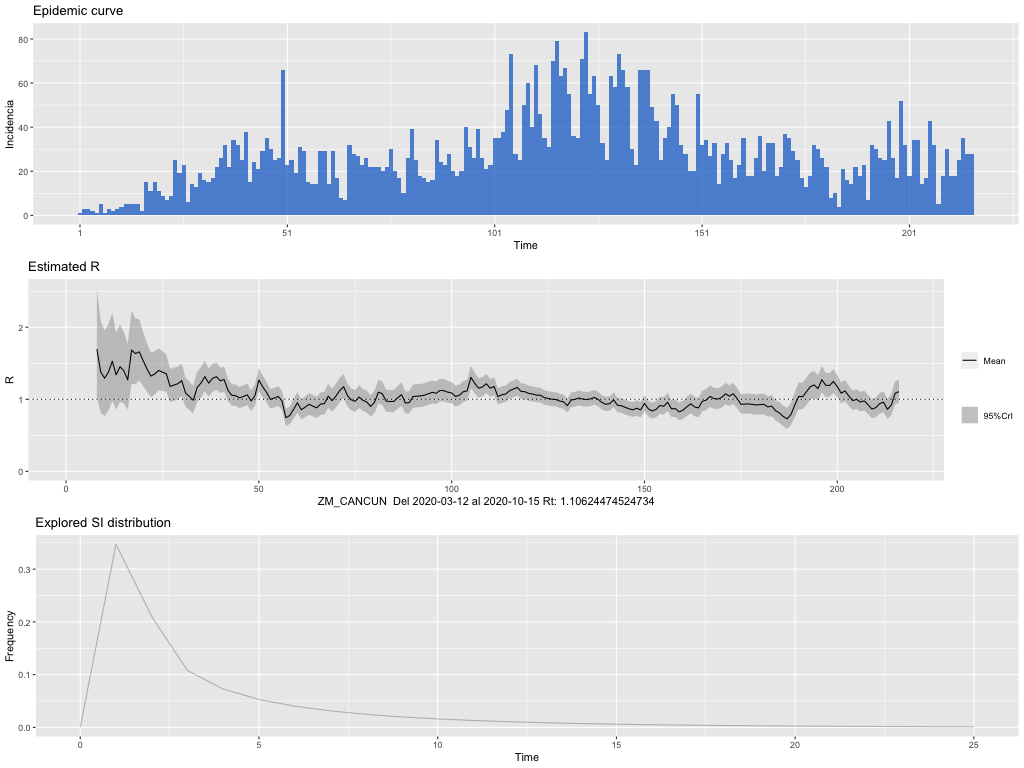 Epidemic curve
80
60
40
20
0
Incidencia
1 51 101 151 201
Time
Estimated R
2
1
0
R
0 50 100 150 200
ZM_CANCUN Del 2020-03-12 al 2020-10-15 Rt: 1.10624474524734
Mean
95%CrI
Explored SI distribution
0.3
0.2
0.1
0.0
Frequency
0 5 10 15 20 25
Time